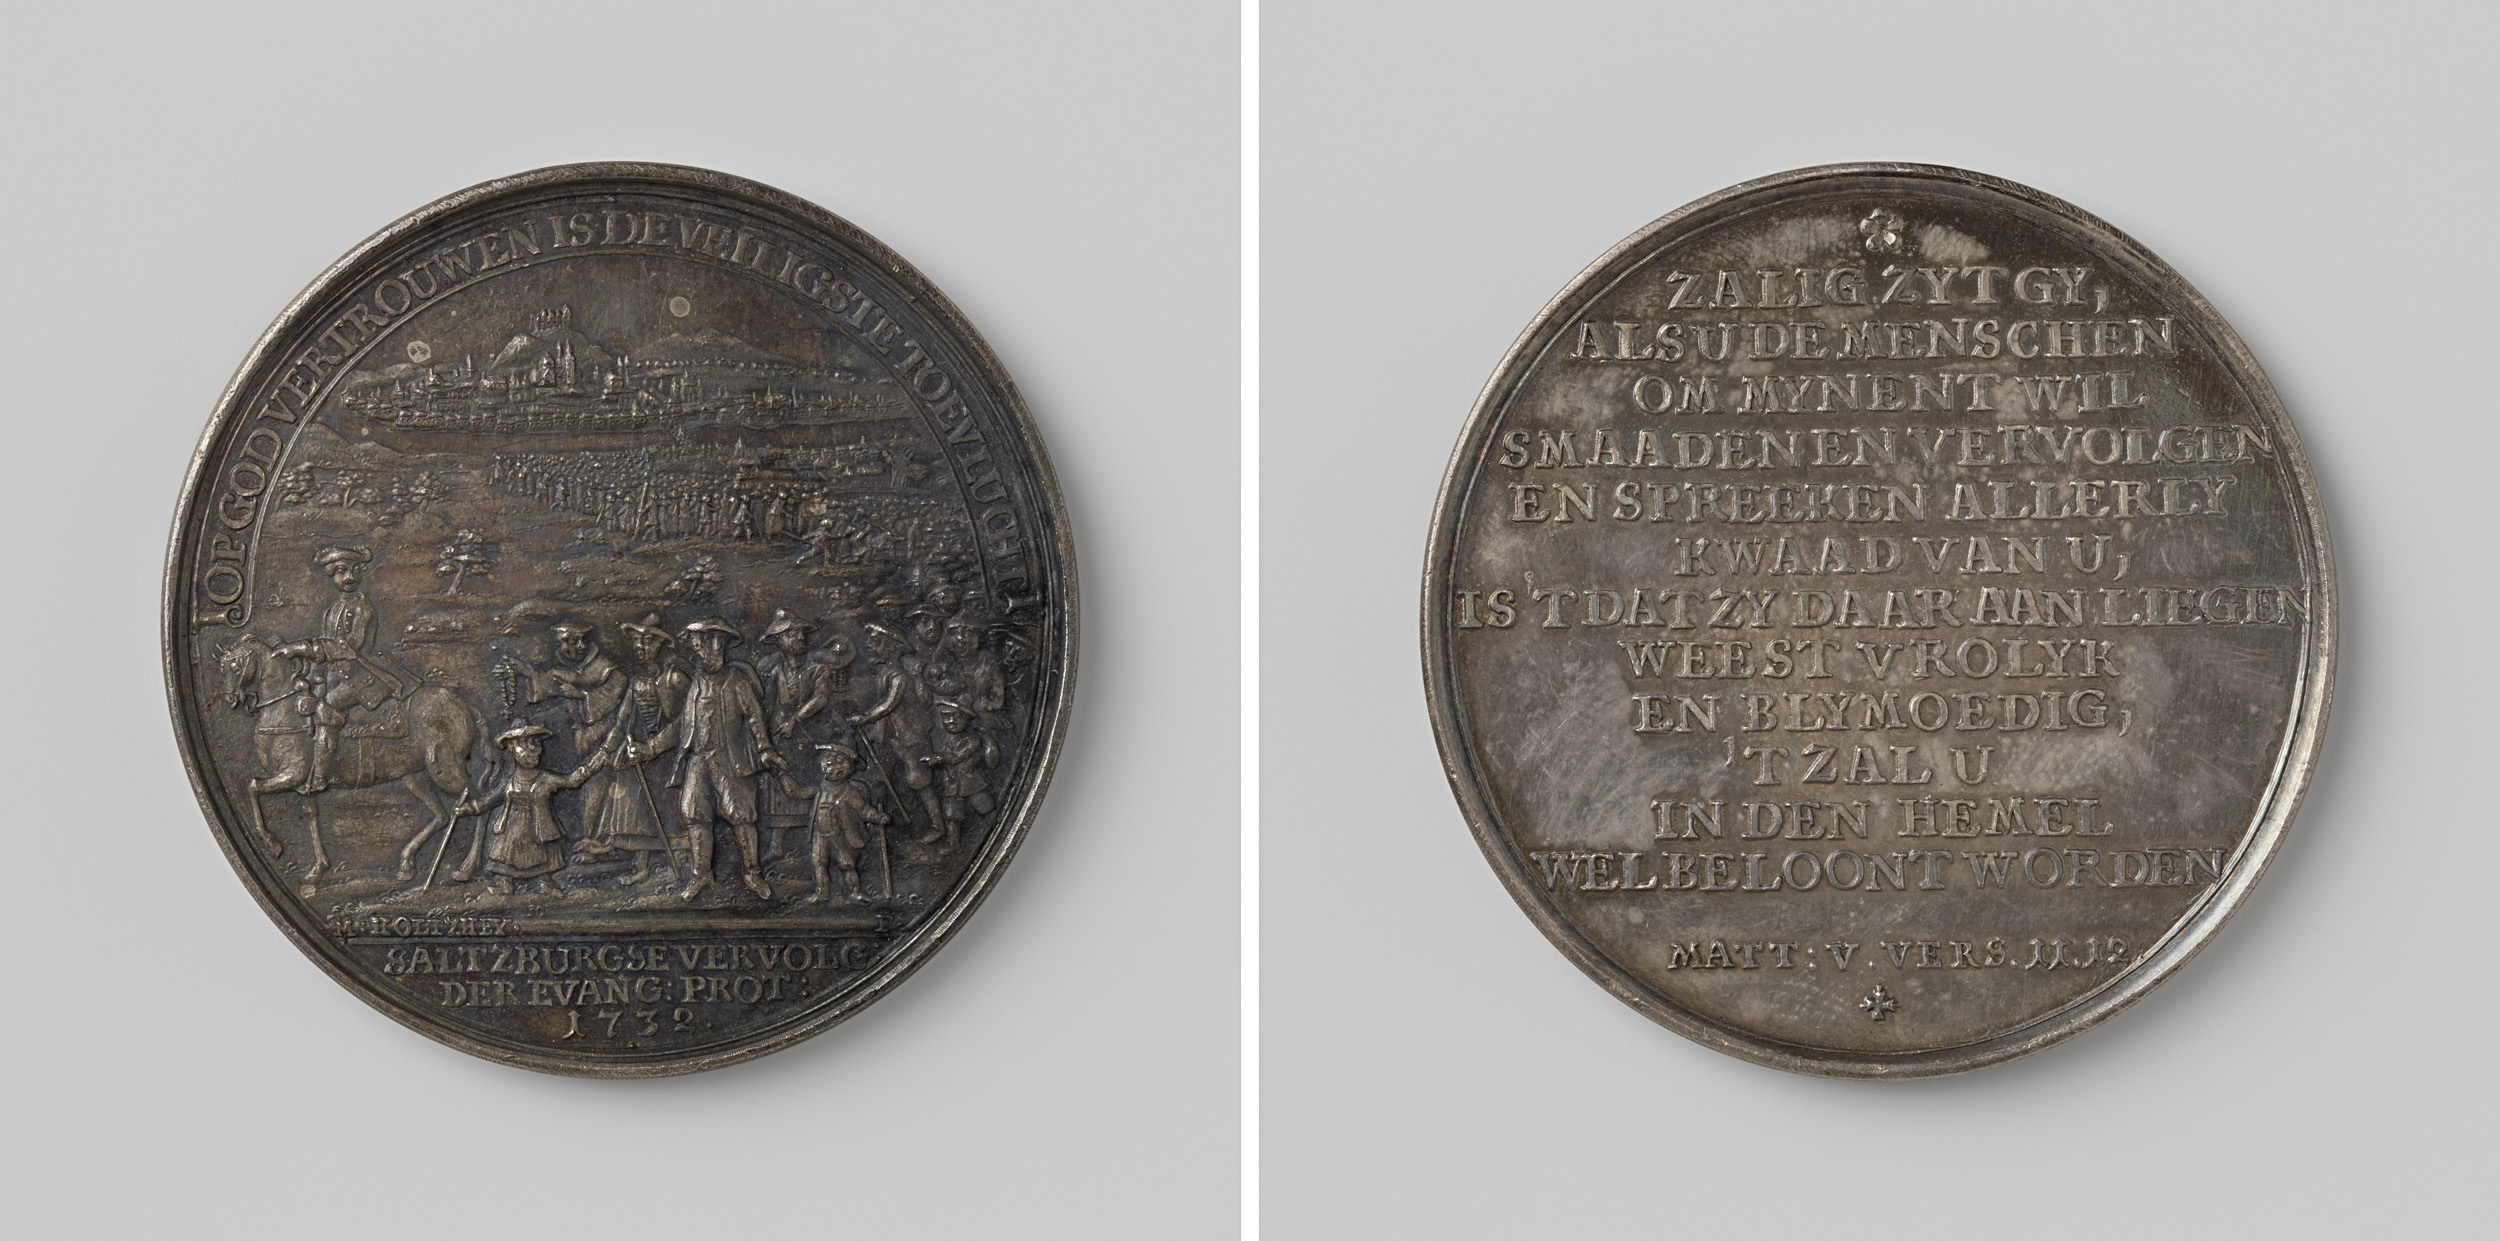 OP GOD VERTROUWEN IS DE VEILIGSTE TOEVLUCHT
M. HOLTZHEY. F.
SALTZBURGSE VERVOLG:
DER EVANG. PROT:
1732.
ZALIG ZYT GY,
ALS U DE MENSCHEN
OM MYNENT WIL
SMAADEN EN VERVOLGEN
EN SPREEKEN ALLERLY
KWAAD VAN U,
IS 'T DAT ZY DAAR AAN LIEGEN
WEEST VROLYK
EN BLYMOEDIG,
'T ZAL U
IN DEN HEMEL
WEL BELOONT WORDEN
MATT: V. VERS. 11.12.